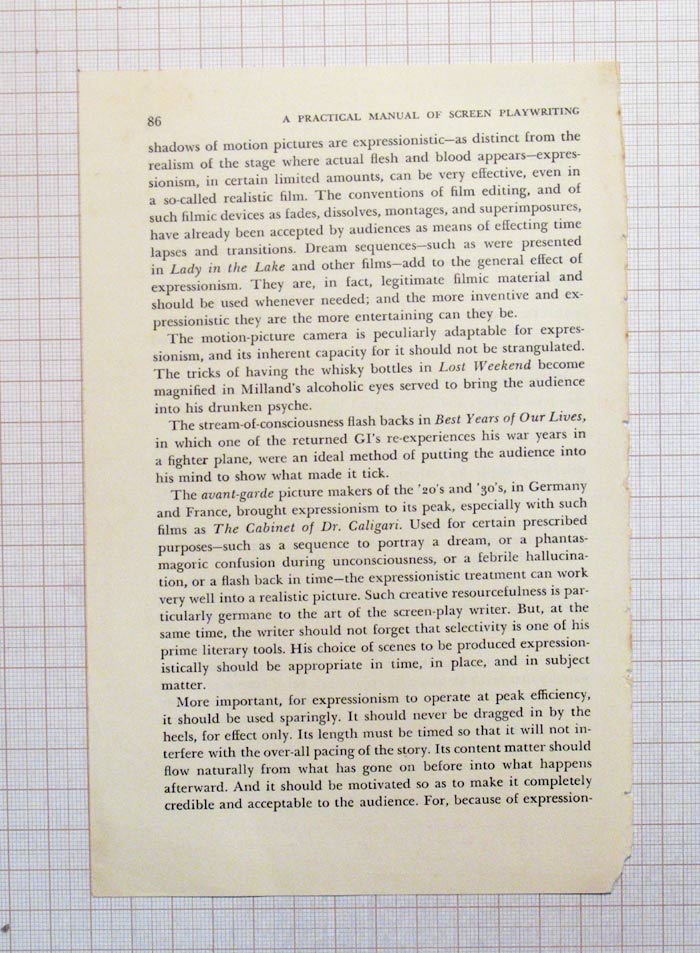 86
A PRACTICAL MANUAL OF SCREEN PLAYWRITING
shadows of motion pictures are expressionistic—as distinct from the
realism of the stage where actual flesh and blood appears—expres-
sionism, in certain limited amounts, can be very effective, even in
a so-called realistic film. The conventions of film editing, and of
such filmic devices as fades, dissolves, montages, and superimposures,
have already been accepted by audiences as means of effecting time
lapses and transitions. Dream sequences—such as were presented
in Lady in the Lake and other films—add to the general effect of
expressionism. They are, in fact, legitimate filmic material and
should be used whenever needed; and the more inventive and ex-
pressionistic they are the more entertaining can they be.
The motion-picture camera is peculiarly adaptable for expres-
sionism, and its inherent capacity for it should not be strangulated.
The tricks of having the whisky bottles in Lost Weekend become
magnified in Milland's alcoholic eyes served to bring the audience
into his drunken psyche.
The stream-of-consciousness flash backs in Best Years of Our Lives,
in which one of the returned GI's re-experiences his war years in
a fighter plane, were an ideal method of putting the audience into
his mind to show what made it tick.
The avant-garde picture makers of the '20's and '30's, in Germany
and France, brought expressionism to its peak, especially with such
films as The Cabinet of Dr. Caligari. Used for certain prescribed
purposes—such as a sequence to portray a dream, or a phantas-
magoric confusion during unconsciousness, or a febrile hallucina-
tion, or a flash back in time—the expressionistic treatment can work
very well into a realistic picture. Such creative resourcefulness is par-
ticularly germane to the art of the screen-play writer. But, at the
same time, the writer should not forget that selectivity is one of his
prime literary tools. His choice of scenes to be produced expression-
istically should be appropriate in time, in place, and in subject
matter.
More important, for expressionism to operate at peak efficiency,
it should be used sparingly. It should never be dragged in by the
heels, for effect only. Its length must be timed so that it will not in-
terfere with the over-all pacing of the story. Its content matter should
flow naturally from what has gone on before into what happens
afterward. And it should be motivated so as to make it completely
credible and acceptable to the audience. For, because of expression-